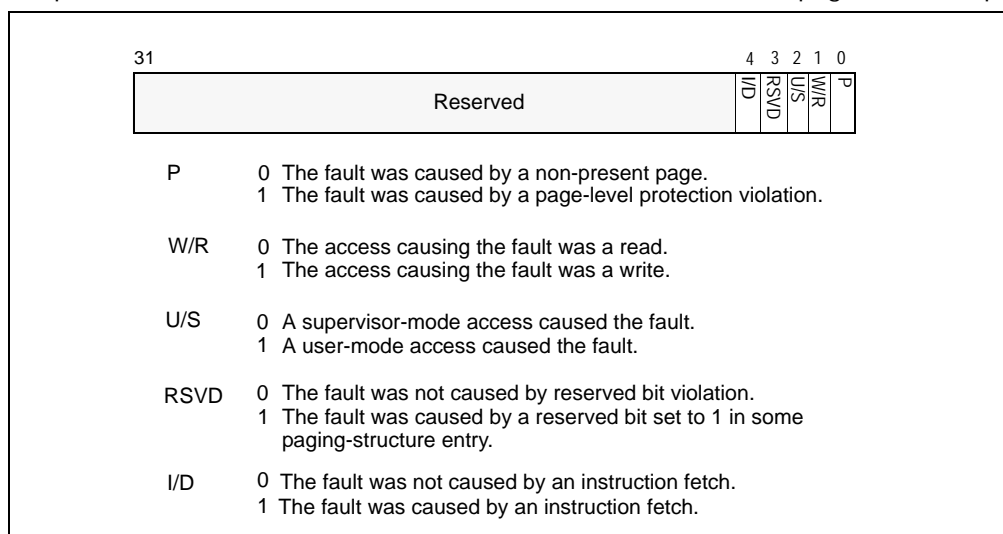 31 4 3 2 1 0
Reserved I/D RSVD U/S W/R P
P 0 The fault was caused by a non-present page.
1 The fault was caused by a page-level protection violation.
W/R 0 The access causing the fault was a read.
1 The access causing the fault was a write.
U/S 0 A supervisor-mode access caused the fault.
1 A user-mode access caused the fault.
RSVD 0 The fault was not caused by reserved bit violation.
1 The fault was caused by a reserved bit set to 1 in some
paging-structure entry.
I/D 0 The fault was not caused by an instruction fetch.
1 The fault was caused by an instruction fetch.